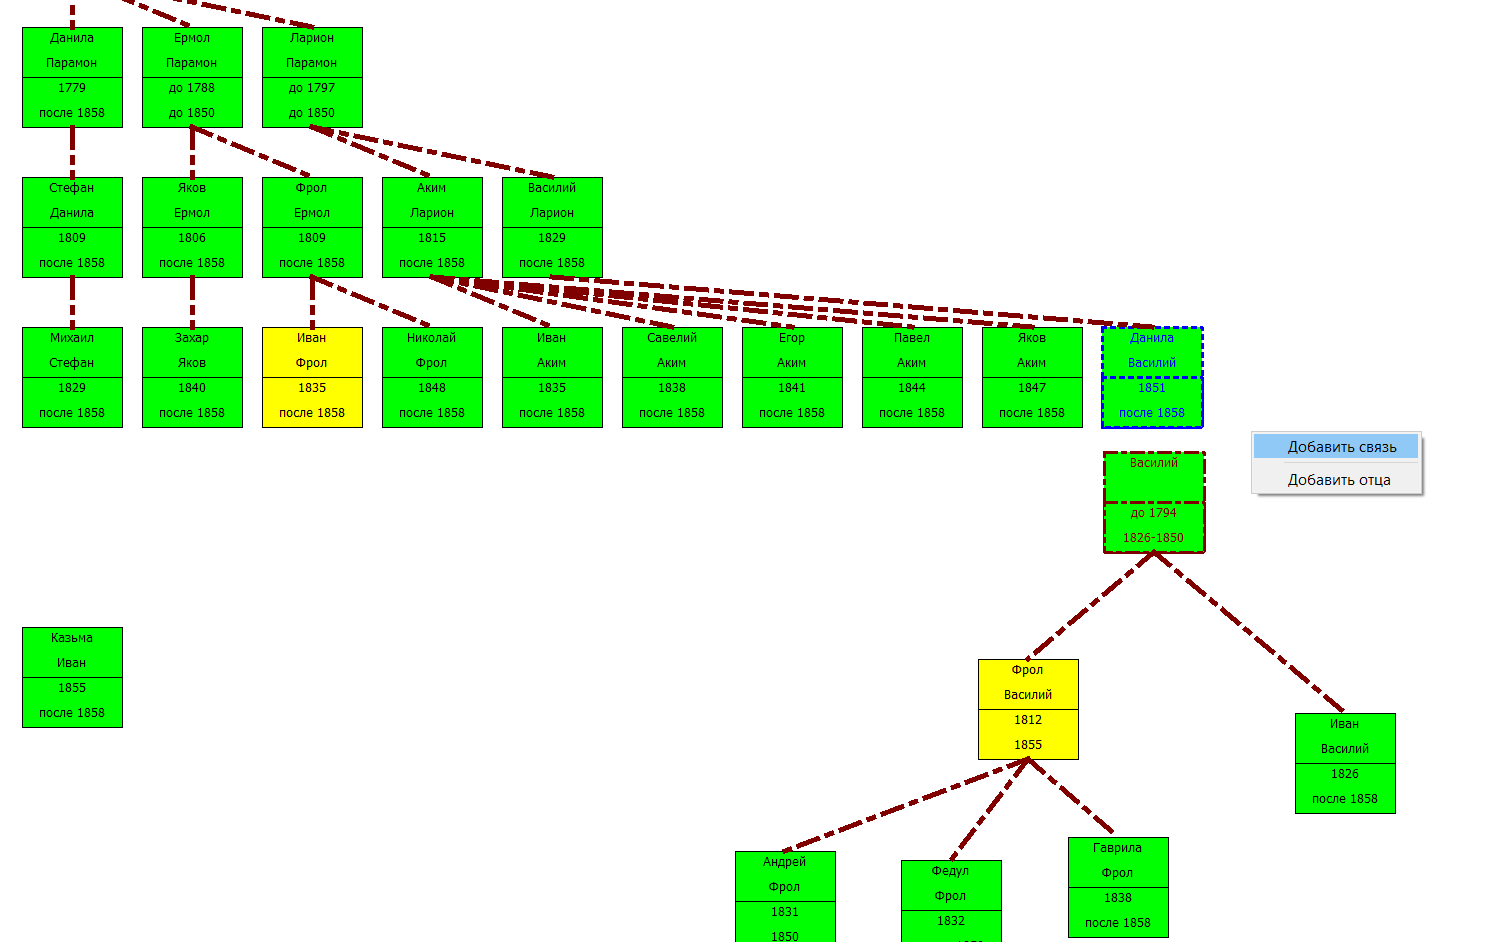 Данила
Парамон
1779
после 1858
Ермол
Парамон
до 1788
до 1850
Ларион
Парамон
до 1797
до 1850
Стефан
Данила
1809
после 1858
Яков
Ермол
1806
после 1858
Фрол
Ермол
1809
после 1858
Аким
Ларион
1815
после 1858
Василий
Ларион
1829
после 1858
Михаил
Стефан
1829
после 1858
Захар
Яков
1840
после 1858
Иван
Фрол
1835
после 1858
Николай
Фрол
1848
после 1858
Иван
Аким
1835
после 1858
Савелий
Аким
1838
после 1858
Егор
Аким
1841
после 1858
Павел
Аким
1844
после 1858
Яков
Аким
1847
после 1858
Данила
Василий
1851
после 1858
Добавить связь
Добавить отца
Василий
до 1794
1826-1850
Казьма
Иван
1855
после 1858
Фрол
Василий
1812
1855
Иван
Василий
1826
после 1858
Андрей
Фрол
1831
1850
Федул
Фрол
1832
Гаврила
Фрол
1838
после 1858